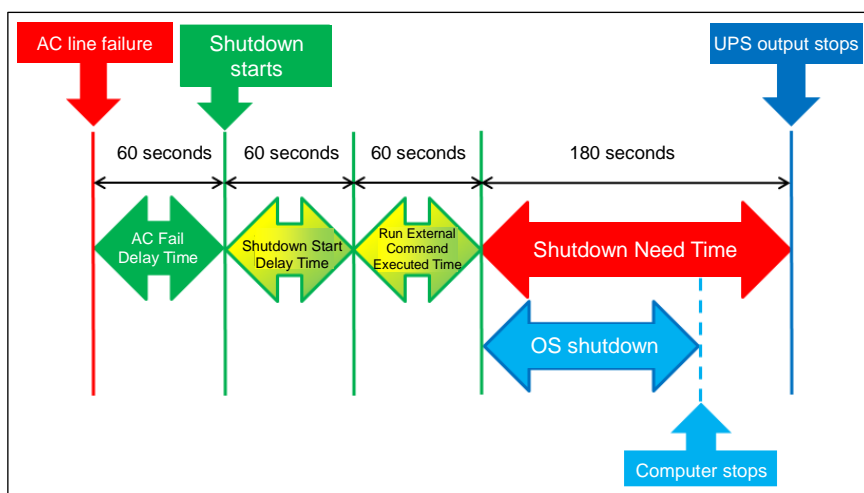 AC line failure
Shutdown
starts
UPS output stops
60 seconds
60 seconds
60 seconds
180 seconds
AC Fail
Delay Time
Shutdown Start
Delay Time
Run External
Command
Executed Time
Shutdown Need Time
OS shutdown
Computer stops